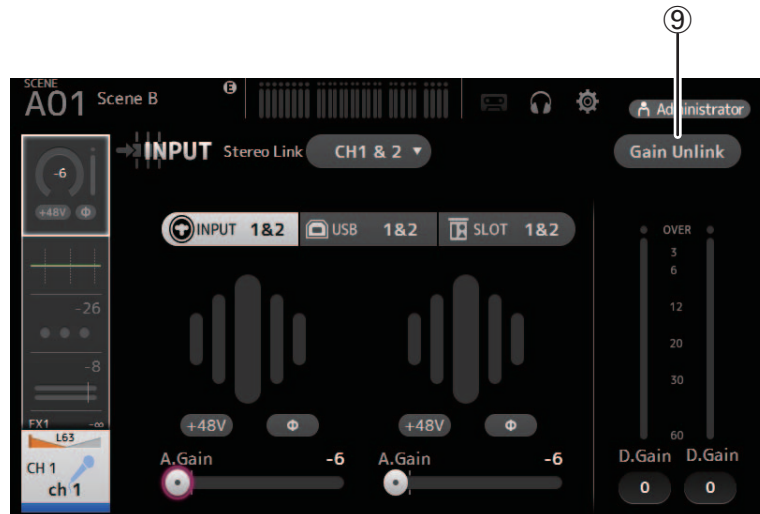 ⑨
SCENE
A01 Scene B E Administrator
INPUT Stereo Link CH1 & 2 ▼ Gain Unlink
-6
+48V Φ
INPUT 1&2 USB 1&2 SLOT 1&2
OVER
3
6
12
20
30
60
-26
-8
FX1 -∞
L63
CH 1
ch 1
+48V Φ +48V Φ
A.Gain -6 A.Gain -6
D.Gain D.Gain
0 0